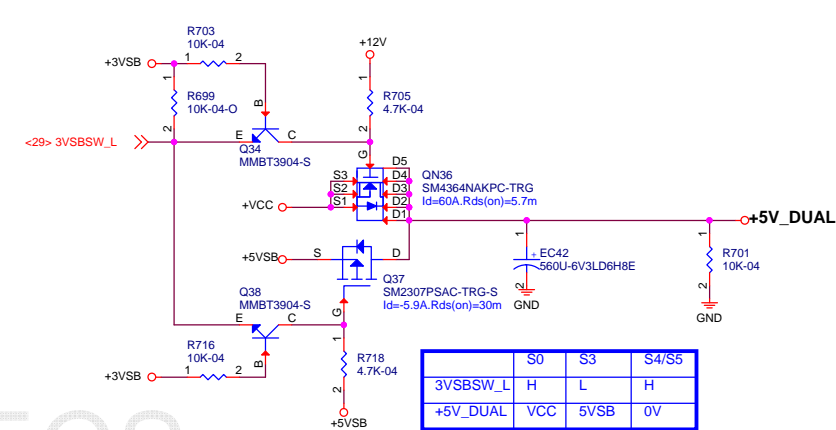 R703
10K-04
+3VSB 1 2
+12V
1 R699
10K-04-O
2
B
1 R705
4.7K-04
2
<29> 3VSBSW_L
E C
Q34
MMBT3904-S
G
S3 D5
S2 D4
S1 D3
D2
D1
QN36
SM4364NAKPC-TRG
Id=60A.Rds(on)=5.7m
+VCC
+5V_DUAL
+5VSB S D
Q37
SM2307PSAC-TRG-S
Id=-5.9A.Rds(on)=30m
G
1
+ EC42
560U-6V3LD6H8E
2
GND
1
R701
10K-04
2
GND
Q38
MMBT3904-S
E C
B
R716
10K-04
+3VSB 1 2
1
R718
4.7K-04
2
+5VSB
S0 S3 S4/S5
3VSBSW_L H L H
+5V_DUAL VCC 5VSB 0V